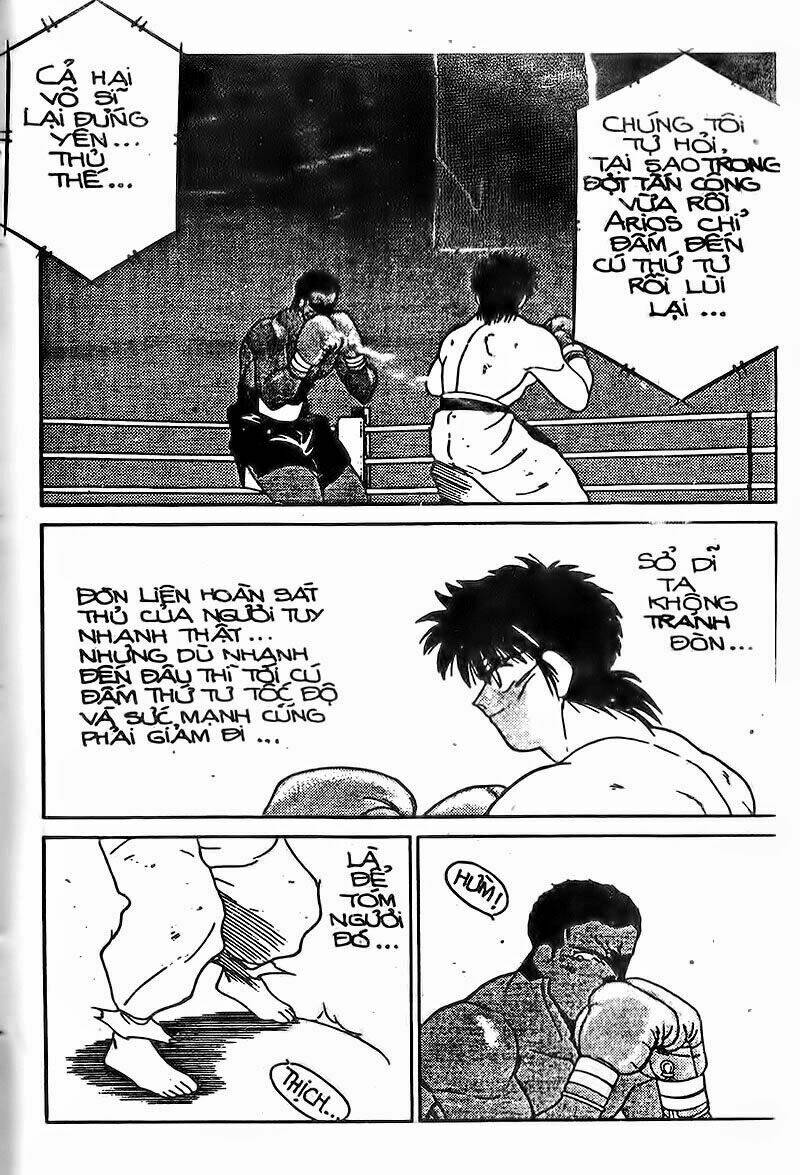 CẢ HAI
VÕ SĨ
LẠI ĐỨNG
YÊN...
THỦ
THẾ...
CHÚNG TÔI
TỰ HỎI,
TẠI SAO TRONG
ĐỢT TẤN CÔNG
VỪA RỒI
ARIOS CHỈ
ĐẤM ĐẾN
CÚ THỨ TƯ
RỒI LÙI
LẠI...
SỞ DĨ
TA
KHÔNG
TRÁNH
ĐÒN...
ĐÒN LIÊN HOÀN SÁT
THỦ CỦA NGƯƠI TUY
NHANH THẬT...
NHƯNG DÙ NHANH
ĐẾN ĐÂU THÌ TỚI CÚ
ĐẤM THỨ TƯ TỐC ĐỘ
VÀ SỨC MẠNH CŨNG
PHẢI GIẢM ĐI...
LÀ
ĐỂ
TÓM
NGƯƠI
ĐÓ...
THỊCH...
HỪM!